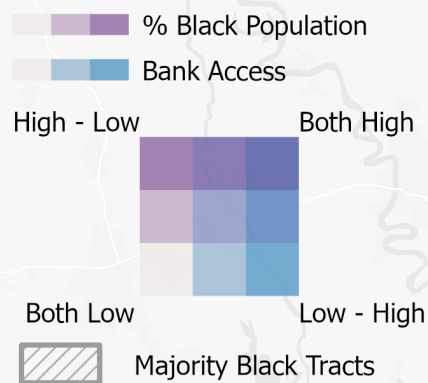 % Black Population
Bank Access
High - Low
Both High
Both Low
Low - High
Majority Black Tracts